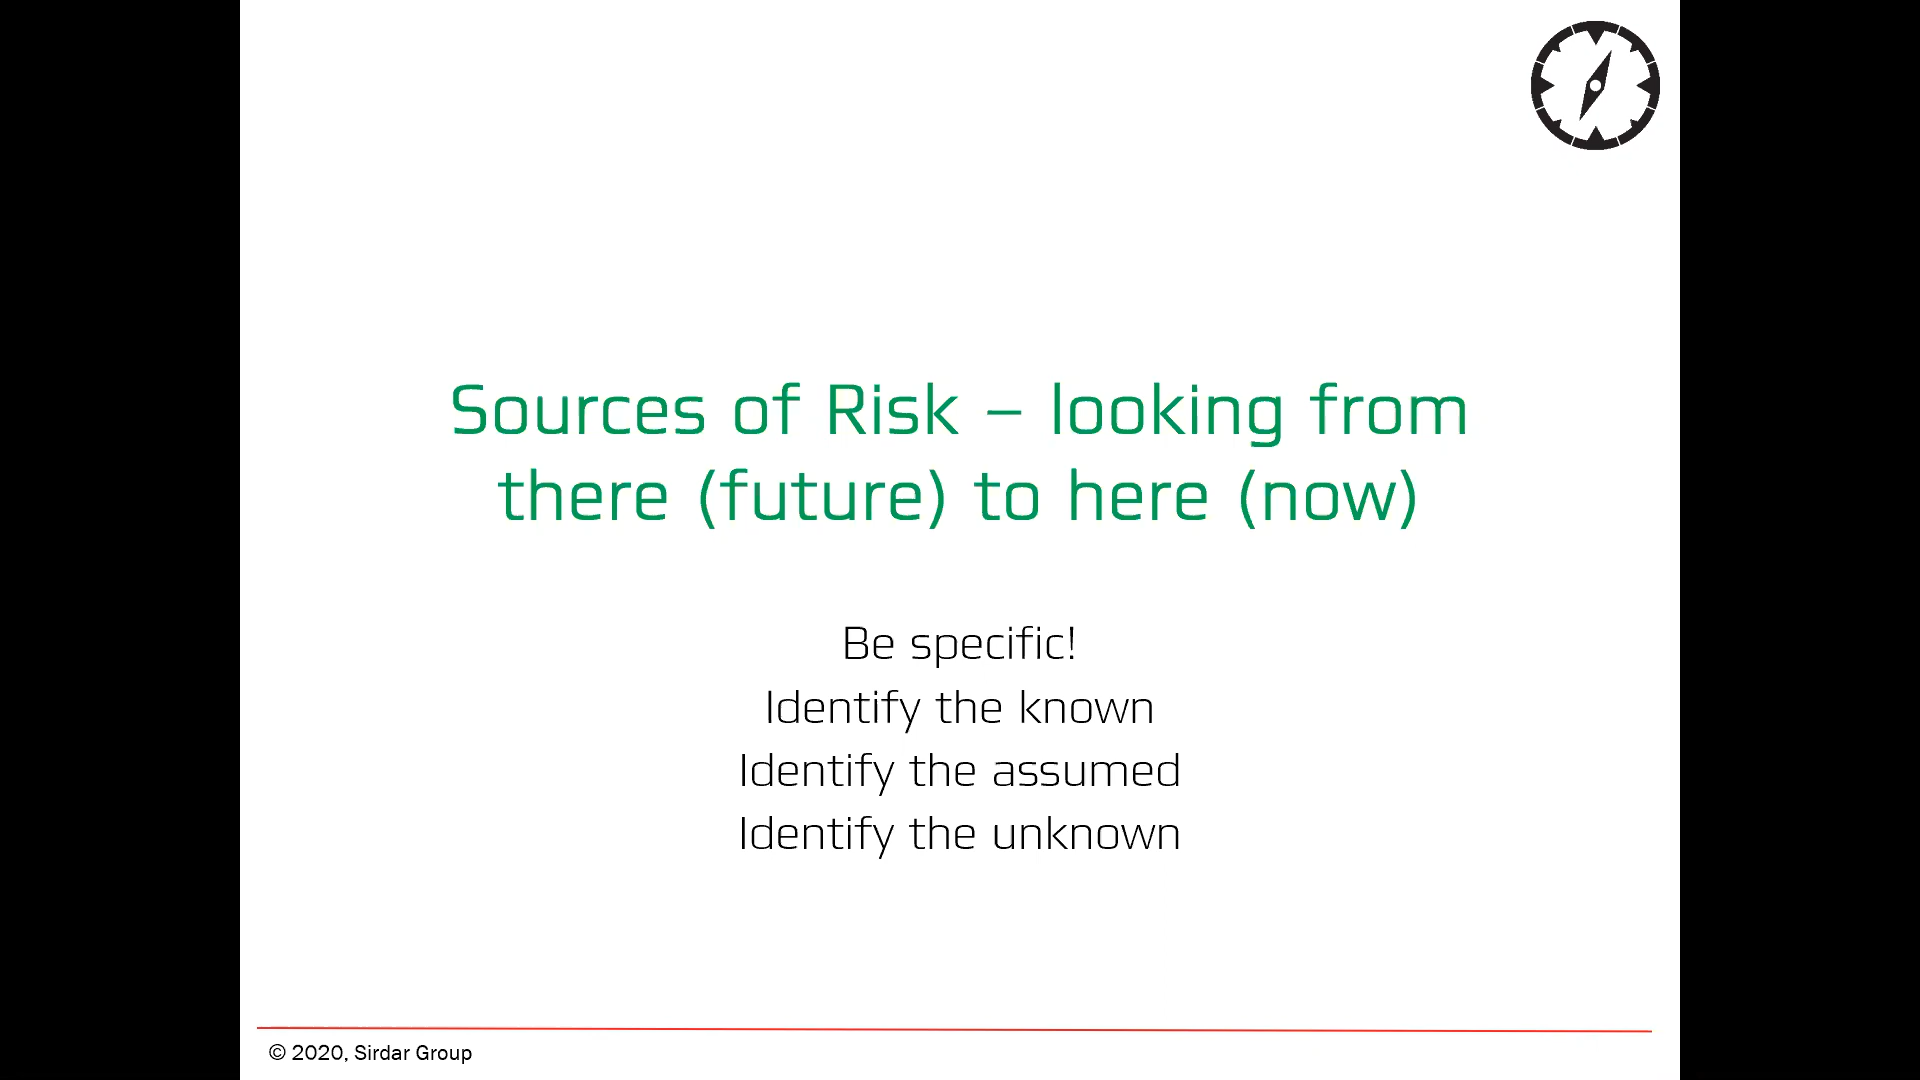 Sources of Risk – looking from
there (future) to here (now)
Be specific!
Identify the known
Identify the assumed
Identify the unknown
© 2020, Sirdar Group